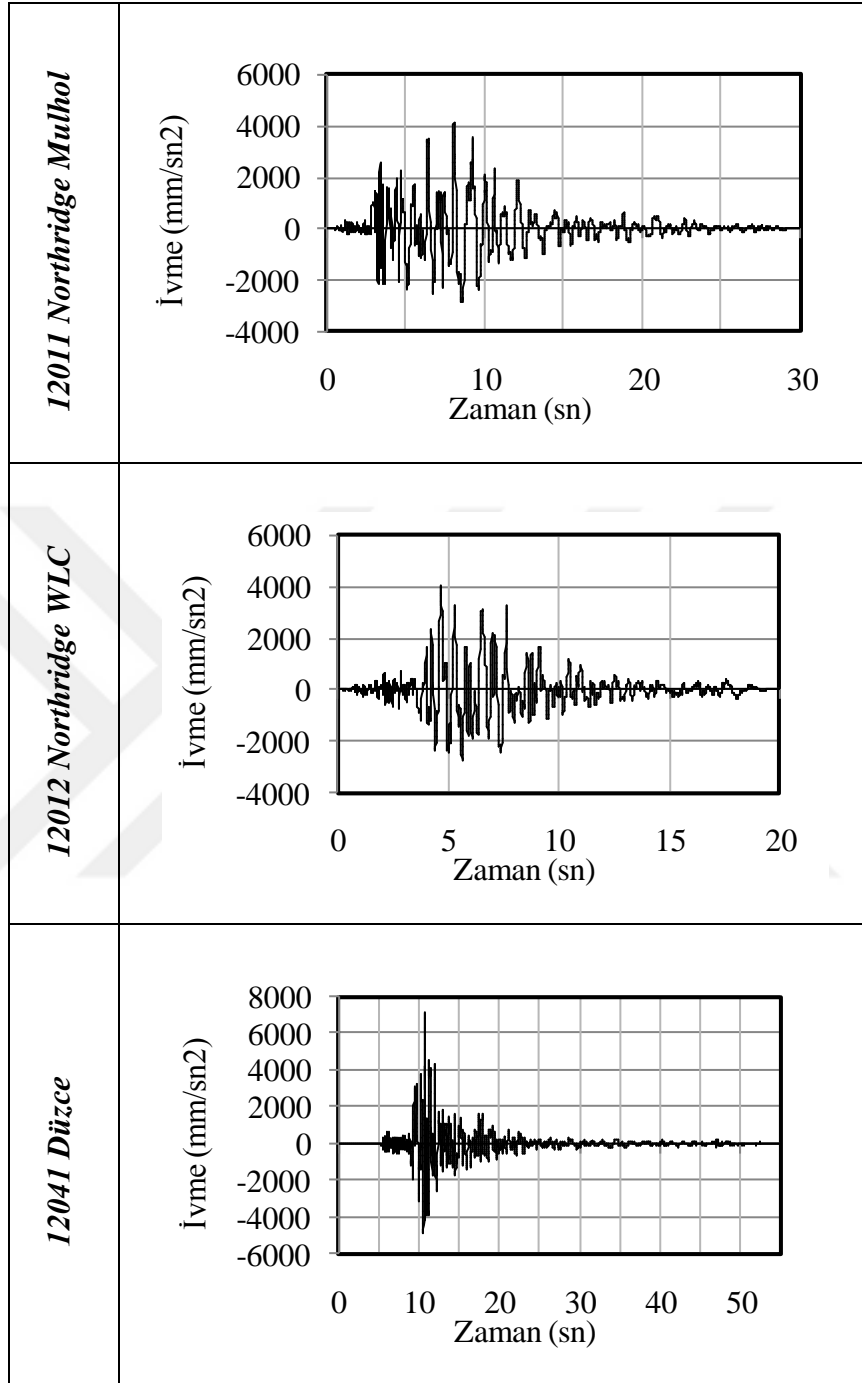 12011 Northridge Mulhol
İvme (mm/sn2)
6000
4000
2000
0
-2000
-4000
0 10 20 30
Zaman (sn)
12012 Northridge WLC
İvme (mm/sn2)
6000
4000
2000
0
-2000
-4000
0 5 10 15 20
Zaman (sn)
12041 Düzce
İvme (mm/sn2)
8000
6000
4000
2000
0
-2000
-4000
-6000
0 10 20 30 40 50
Zaman (sn)